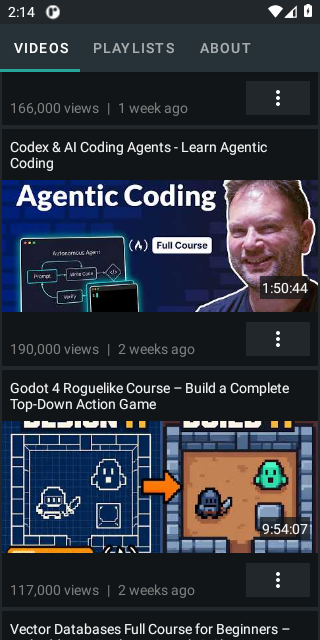 2:14
VIDEOS PLAYLISTS ABOUT
166,000 views | 1 week ago
Codex & AI Coding Agents - Learn Agentic
Coding
Agentic Coding
Full Course
Autonomous Agent
Prompt
Write Code
Verify
1:50:44
190,000 views | 2 weeks ago
Godot 4 Roguelike Course – Build a Complete
Top-Down Action Game
DESIGN IT BUILD IT
9:54:07
117,000 views | 2 weeks ago
Vector Databases Full Course for Beginners –